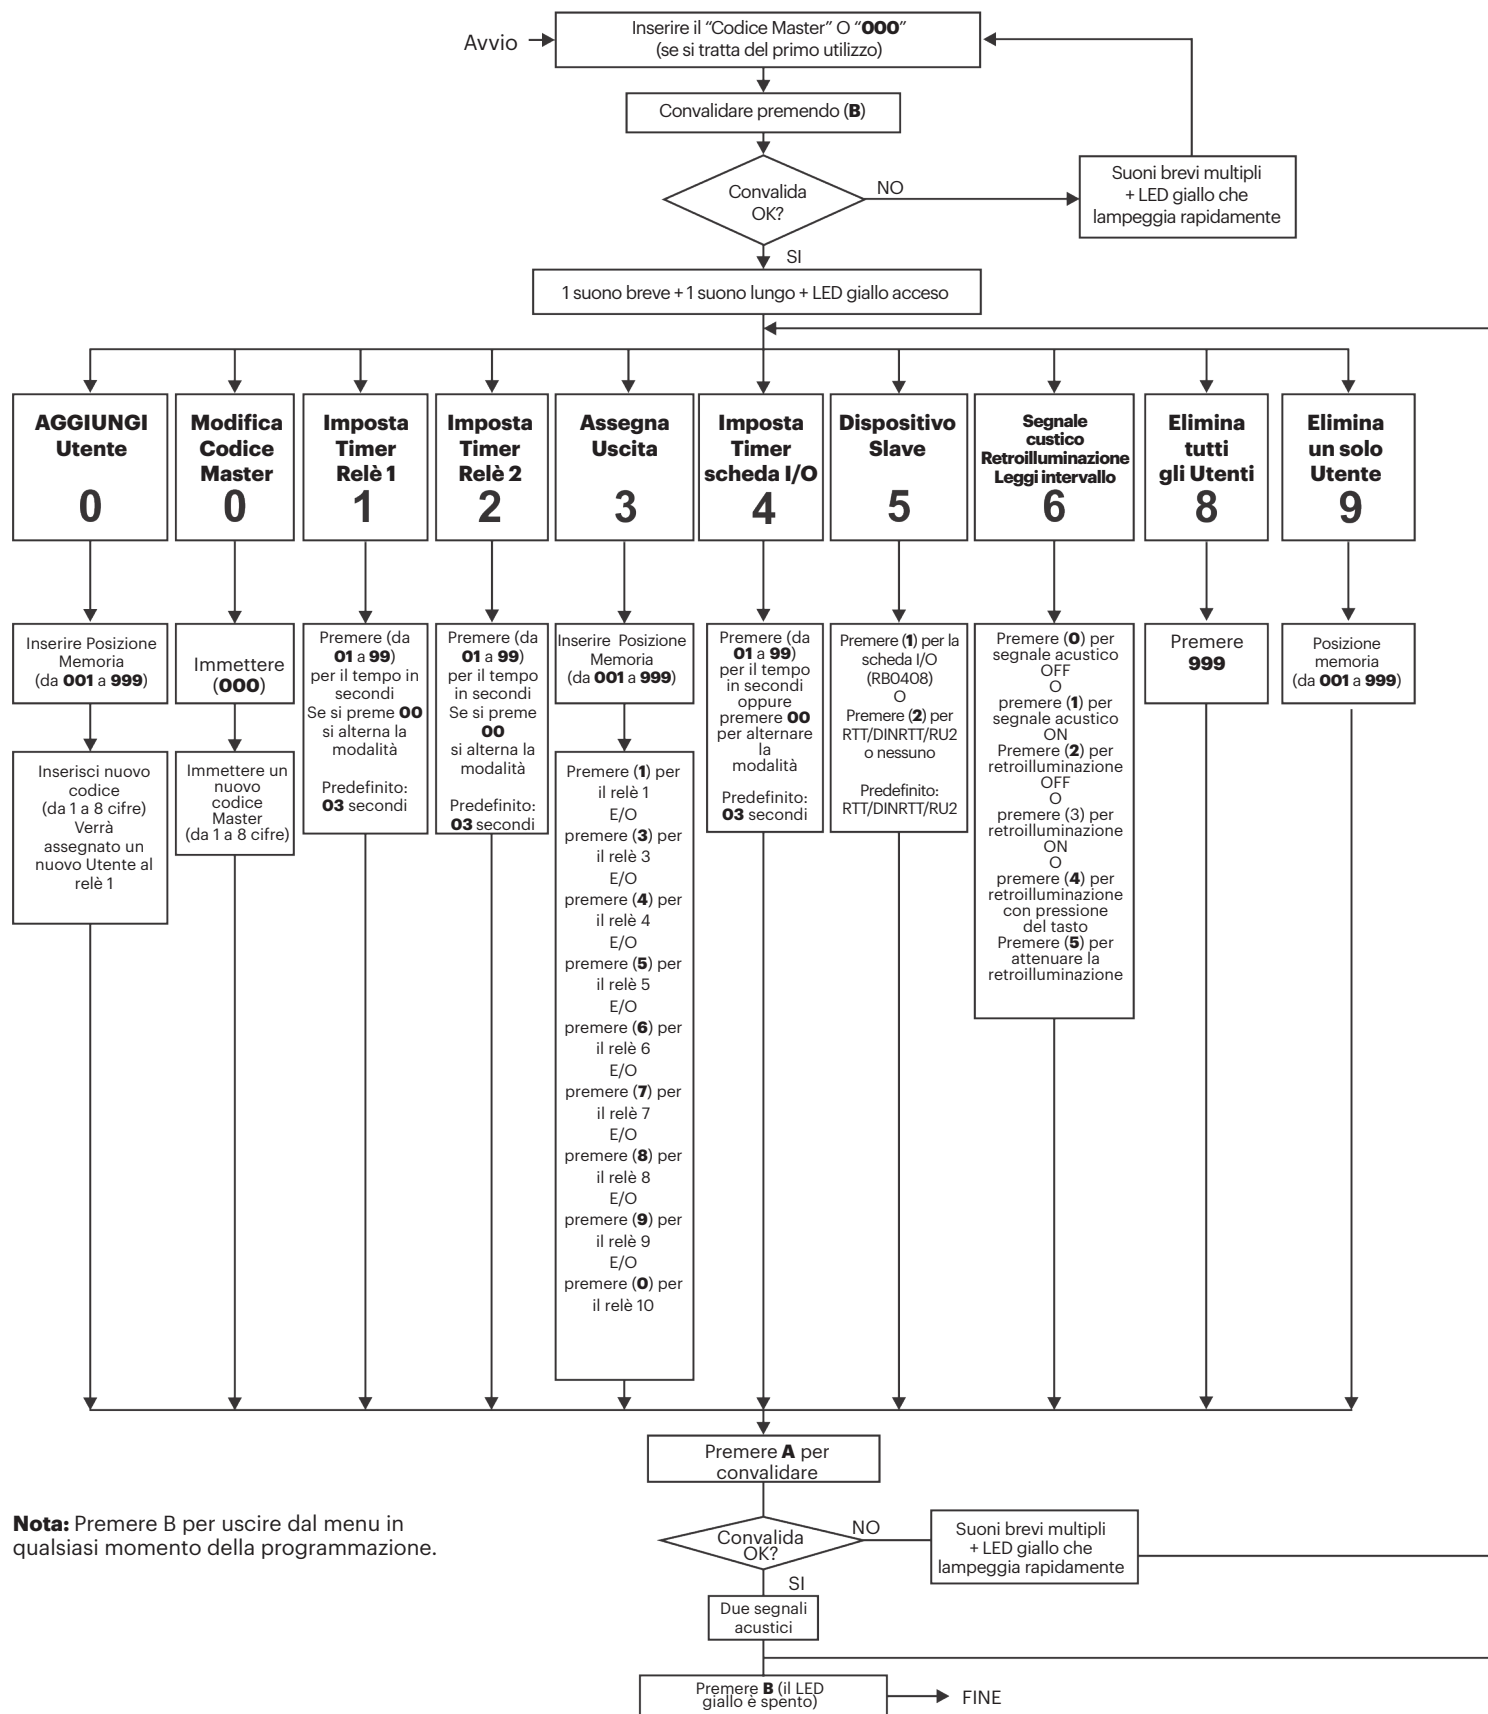 Inserire il “Codice Master” O “000”
(se si tratta del primo utilizzo)
Avvio
Convalidare premendo (B)
Convalida
OK?
NO
Suoni brevi multipli
+ LED giallo che
lampeggia rapidamente
SI
1 suono breve + 1 suono lungo + LED giallo acceso
AGGIUNGI
Utente
0
Modifica
Codice
Master
0
Imposta
Timer
Relè 1
1
Imposta
Timer
Relè 2
2
Assegna
Uscita
3
Imposta
Timer
scheda I/O
4
Dispositivo
Slave
5
Segnale
custico
Retroilluminazione
Leggi intervallo
6
Elimina
tutti
gli Utenti
8
Elimina
un solo
Utente
9
Inserire Posizione
Memoria
(da 001 a 999)
Inserisci nuovo
codice
(da 1 a 8 cifre)
Verrà
assegnato un
nuovo Utente al
relè 1
Immettere
(000)
Immettere un
nuovo
codice
Master
(da 1 a 8 cifre)
Premere (da
01 a 99)
per il tempo in
secondi
Se si preme 00
si alterna la
modalità
Predefinito:
03 secondi
Premere (da
01 a 99)
per il tempo
in secondi
Se si preme
00
si alterna la
modalità
Predefinito:
03 secondi
Inserire Posizione
Memoria
(da 001 a 999)
Premere (1) per
il relè 1
E/O
premere (3) per
il relè 3
E/O
premere (4) per
il relè 4
E/O
premere (5) per
il relè 5
E/O
premere (6) per
il relè 6
E/O
premere (7) per
il relè 7
E/O
premere (8) per
il relè 8
E/O
premere (9) per
il relè 9
E/O
premere (0) per
il relè 10
Premere (da
01 a 99)
per il tempo
in secondi
oppure
premere 00
per alternare
la
modalità
Predefinito:
03 secondi
Premere (1) per la
scheda I/O
(RB0408)
O
Premere (2) per
RTT/DINRTT/RU2
o nessuno
Predefinito:
RTT/DINRTT/RU2
Premere (0) per
segnale acustico
OFF
O
premere (1) per
segnale acustico
ON
Premere (2) per
retroilluminazione
OFF
O
premere (3) per
retroilluminazione
ON
O
premere (4) per
retroilluminazione
con pressione
del tasto
Premere (5) per
attenuare la
retroilluminazione
Premere
999
Posizione
memoria
(da 001 a 999)
Premere A per
convalidare
Nota: Premere B per uscire dal menu in
qualsiasi momento della programmazione.
Convalida
OK?
NO
Suoni brevi multipli
+ LED giallo che
lampeggia rapidamente
SI
Due segnali
acustici
Premere B (il LED
giallo è spento)
FINE